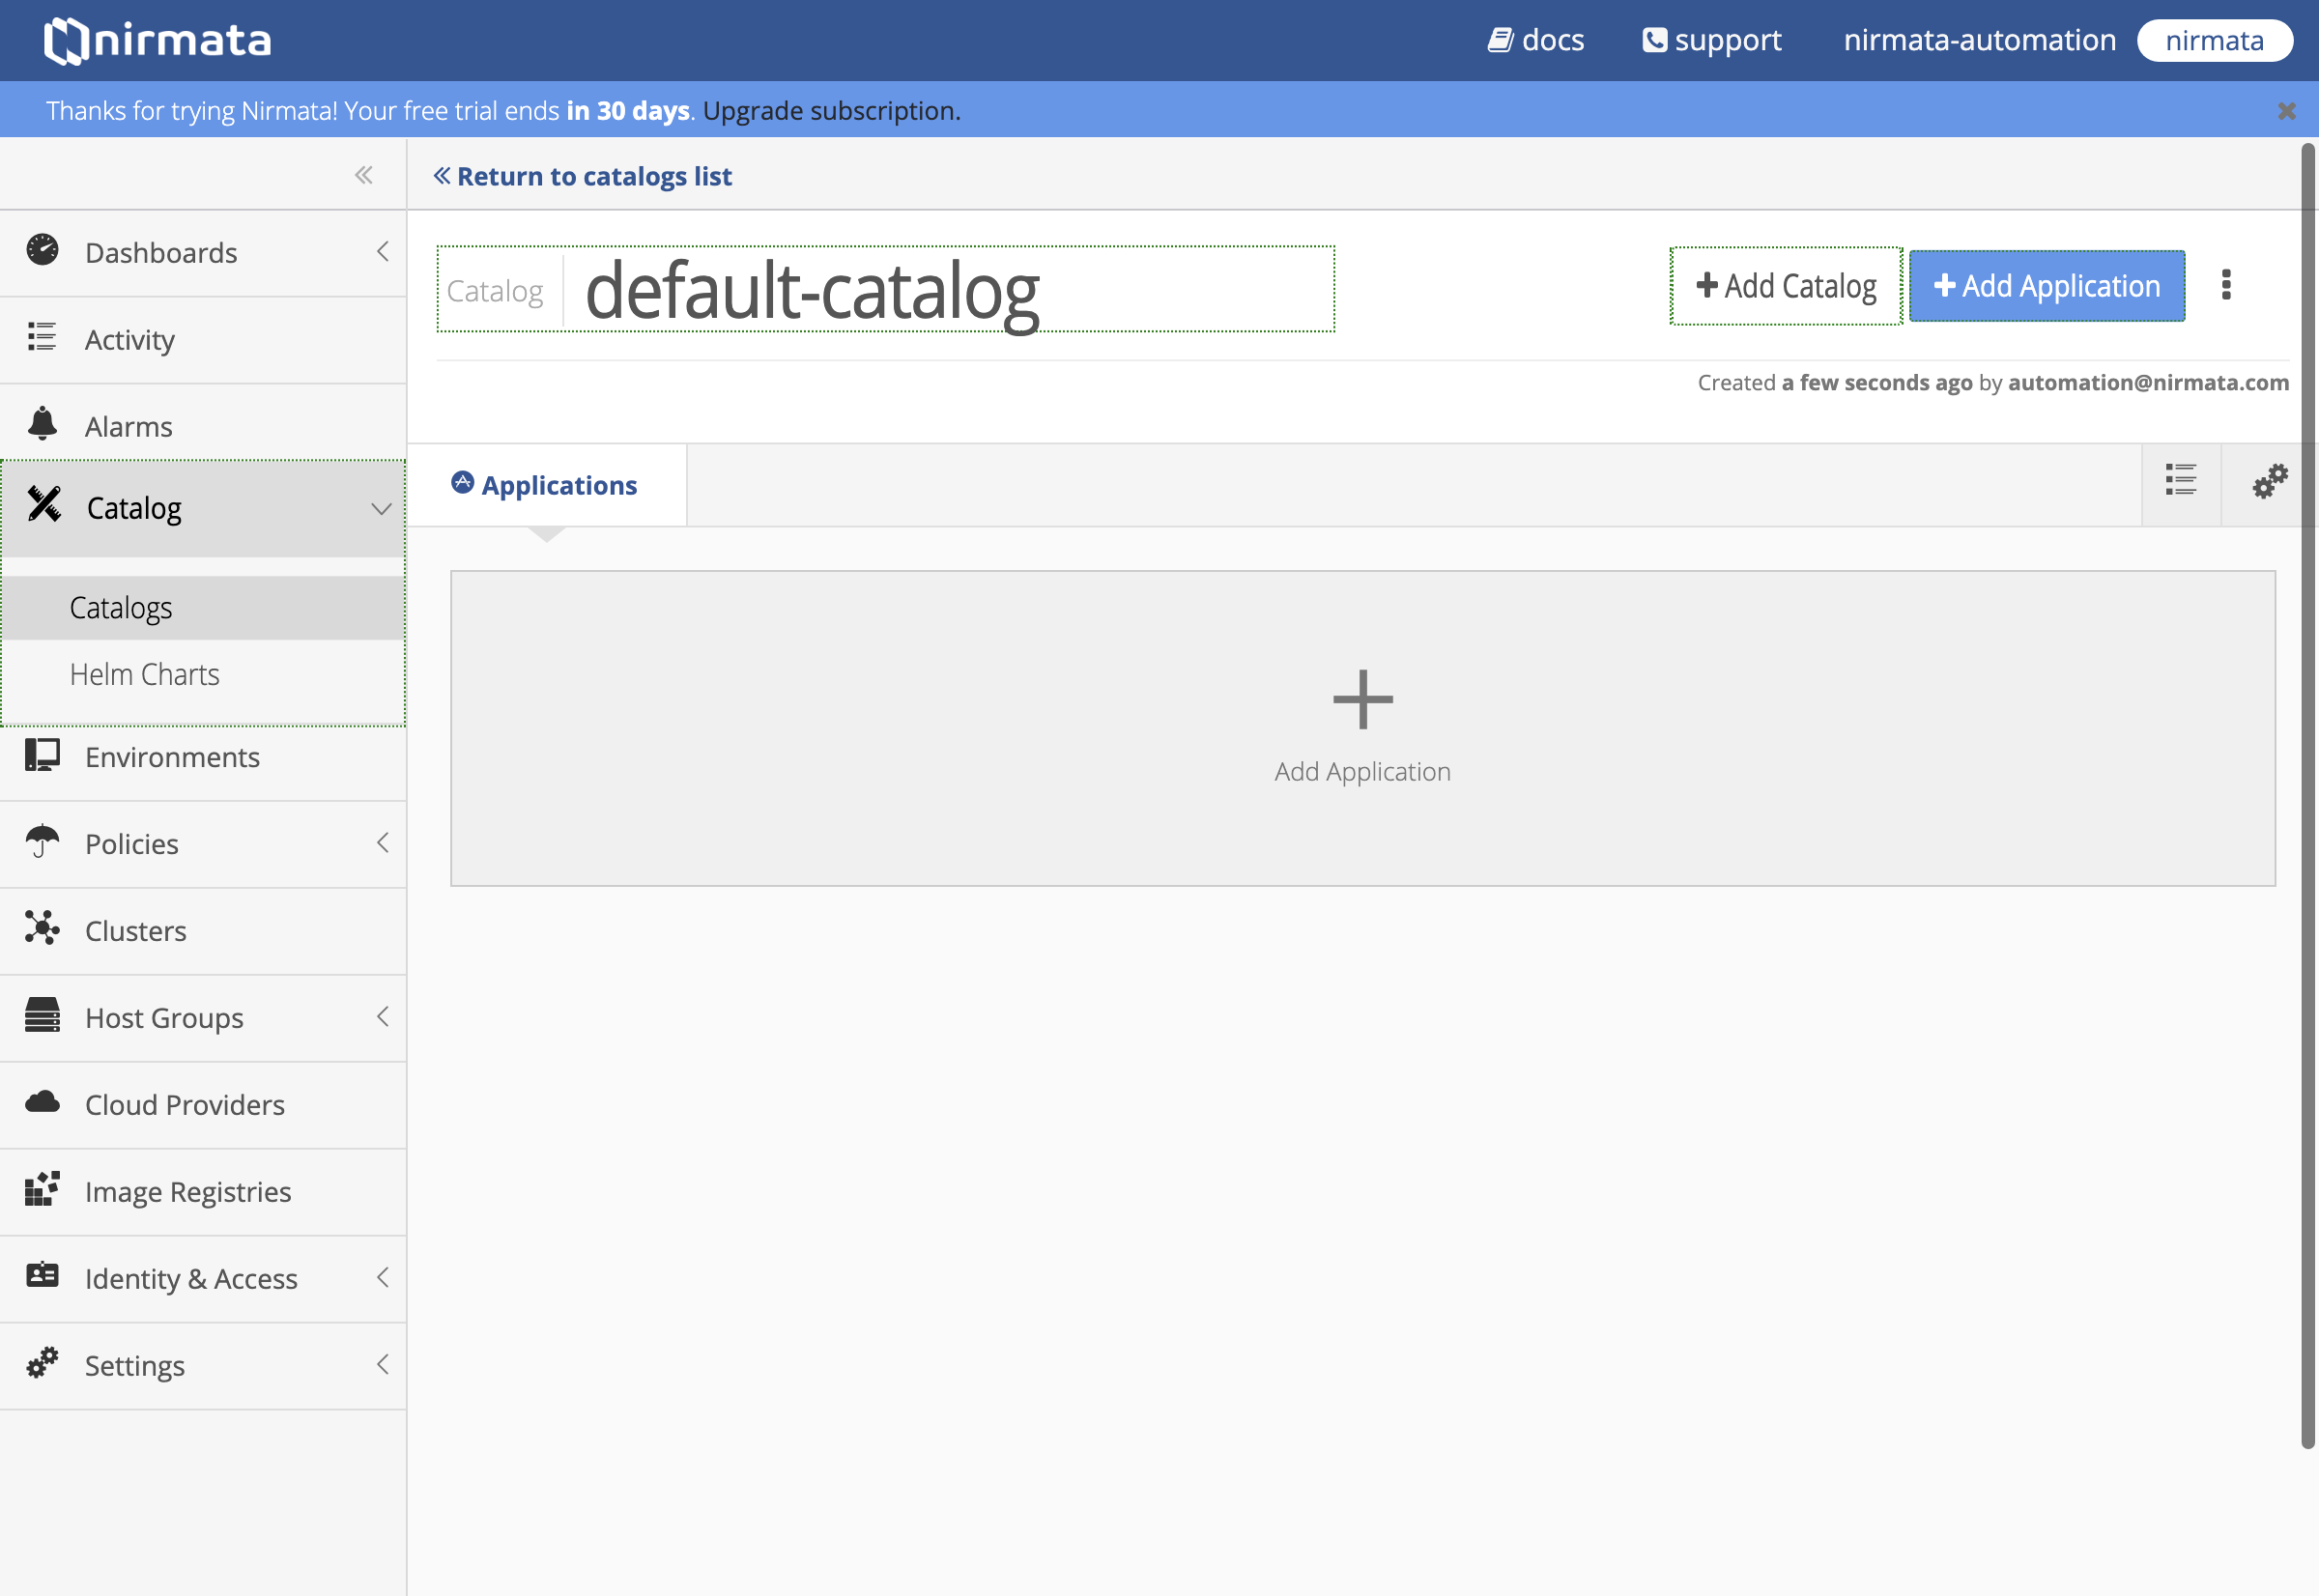 nirmata
docs
support
nirmata-automation
nirmata
Thanks for trying Nirmata! Your free trial ends in 30 days. Upgrade subscription.
Return to catalogs list
Dashboards
Activity
Alarms
Catalog
Catalogs
Helm Charts
Environments
Policies
Clusters
Host Groups
Cloud Providers
Image Registries
Identity & Access
Settings
Catalog
default-catalog
Add Catalog
Add Application
Created a few seconds ago by automation@nirmata.com
Applications
Add Application